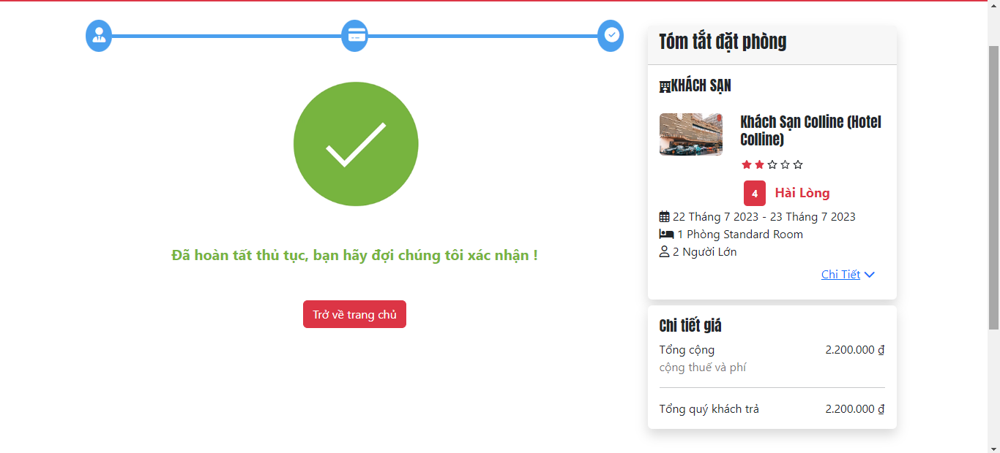 Đã hoàn tất thủ tục, bạn hãy đợi chúng tôi xác nhận !
Trở về trang chủ
Tóm tắt đặt phòng
KHÁCH SẠN
Khách Sạn Colline (Hotel
Colline)
4 Hài Lòng
22 Tháng 7 2023 - 23 Tháng 7 2023
1 Phòng Standard Room
2 Người Lớn
Chi Tiết
Chi tiết giá
Tổng cộng 2.200.000 ₫
cộng thuế và phí
Tổng quý khách trả 2.200.000 ₫